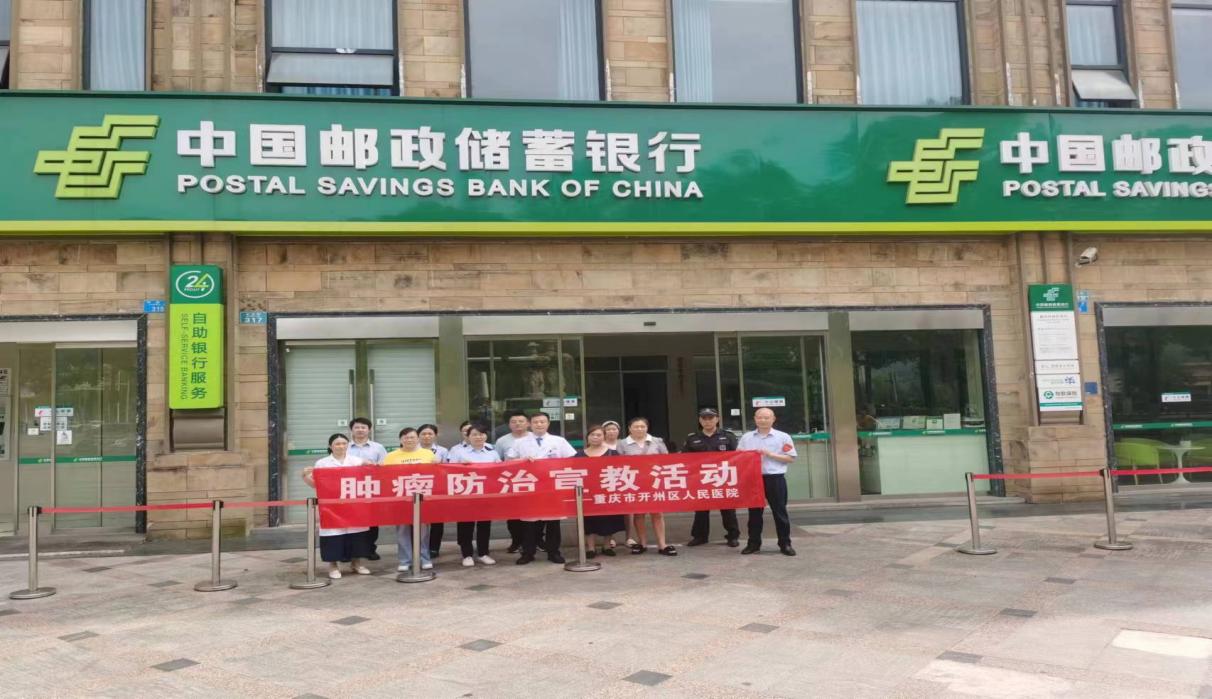 中国邮政储蓄银行
POSTAL SAVINGS BANK OF CHINA
中国邮政
POSTAL SAVINGS
24
自助银行服务
SELF-SERVICE BANKING
315
317
肿瘤防治宣教活动
——重庆市开州区人民医院